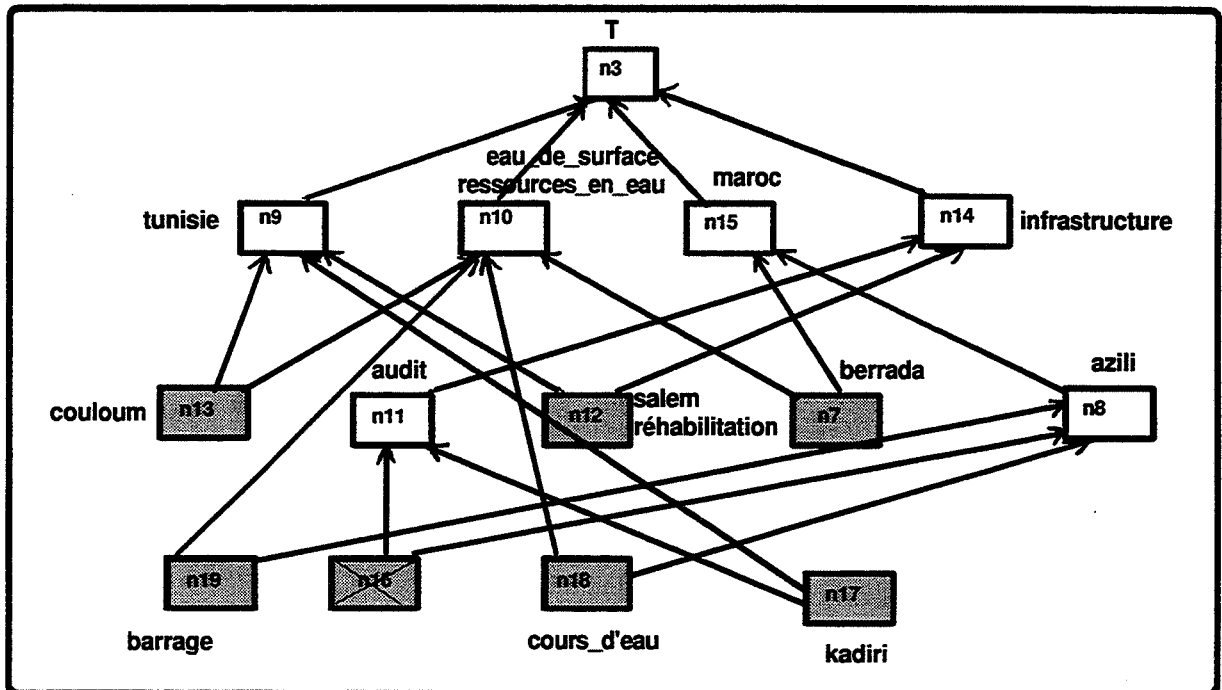 T
n3
eau_de_surface
ressources_en_eau
maroc
tunisie
n9
n10
n15
n14
infrastructure
audit
berrada
azili
couloum
n13
n11
n12
salem
réhabilitation
n7
n8
n19
n16
n18
n17
barrage
cours_d'eau
kadiri